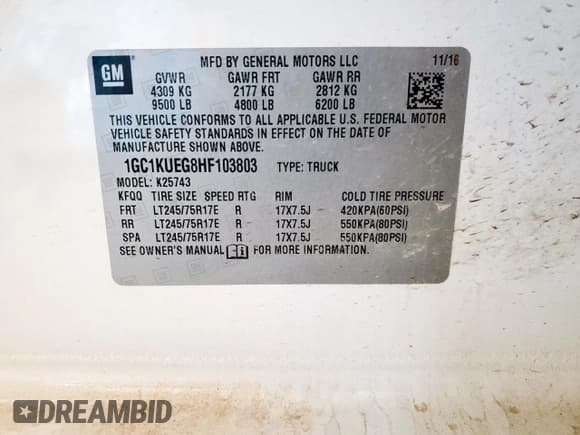 GM
MFD BY GENERAL MOTORS LLC 11/16
GVWR GAWR FRT GAWR RR
4309 KG 2177 KG 2812 KG
9500 LB 4800 LB 6200 LB
THIS VEHICLE CONFORMS TO ALL APPLICABLE U.S. FEDERAL MOTOR
VEHICLE SAFETY STANDARDS IN EFFECT ON THE DATE OF
MANUFACTURE SHOWN ABOVE.
1GC1KUEG8HF103803 TYPE: TRUCK
MODEL: K25743
KFQQ TIRE SIZE SPEED RTG RIM COLD TIRE PRESSURE
FRT LT245/75R17E R 17X7.5J 420KPA(60PSI)
RR LT245/75R17E R 17X7.5J 550KPA(80PSI)
SPA LT245/75R17E R 17X7.5J 550KPA(80PSI)
SEE OWNER'S MANUAL FOR MORE INFORMATION.
DREAMBID